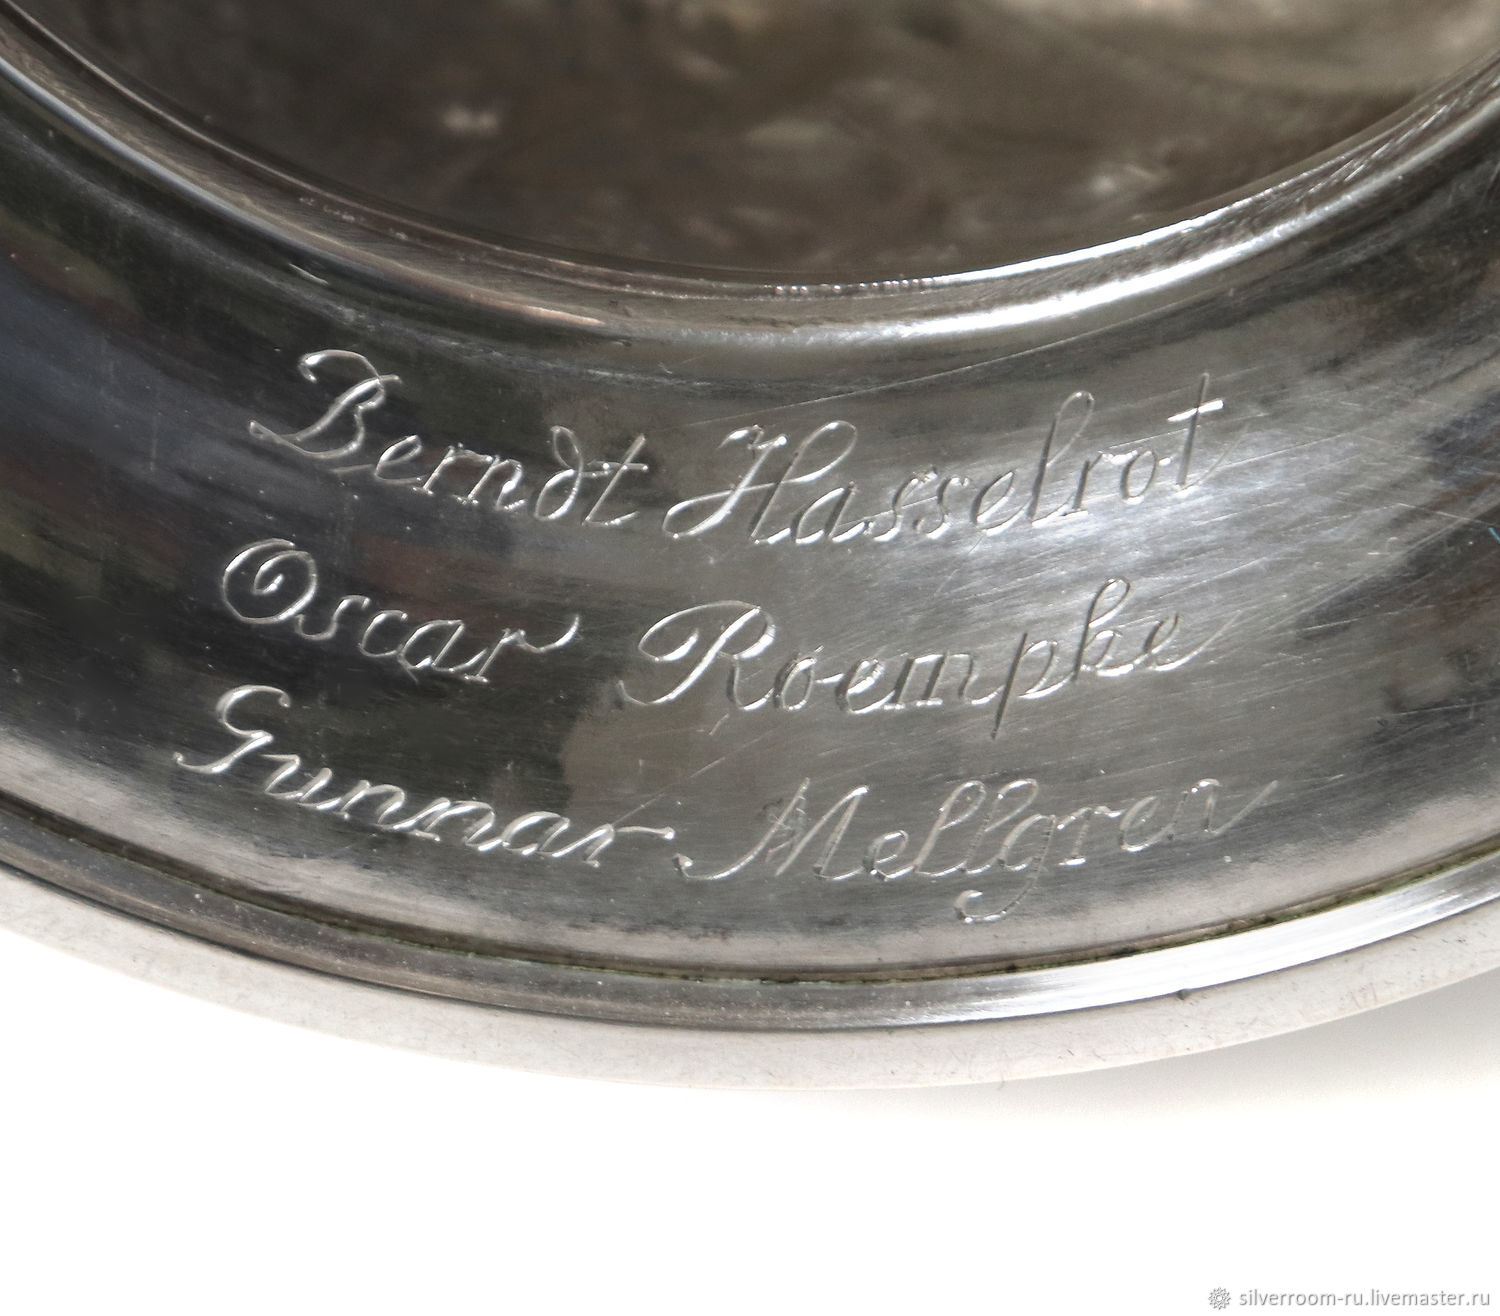 Berndt Hasselrot
Oscar Roempke
Gunnar Mellgren
silverroom-ru.livemaster.ru